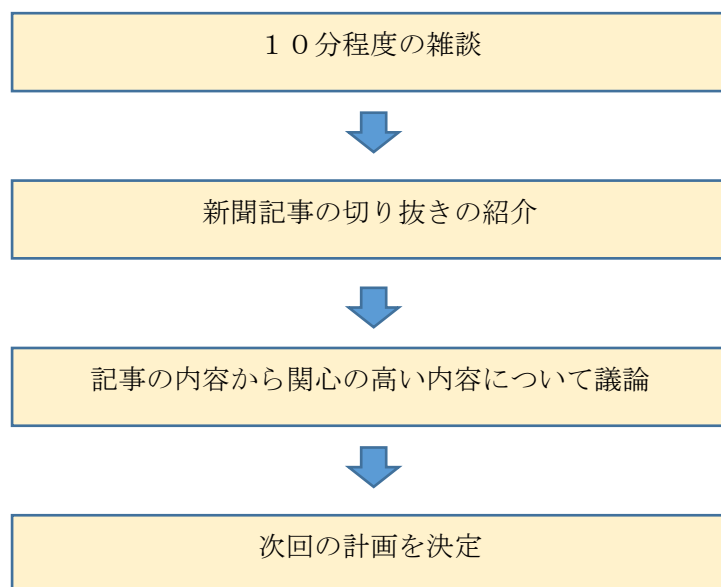 １０分程度の雑談
新聞記事の切り抜きの紹介
記事の内容から関心の高い内容について議論
次回の計画を決定